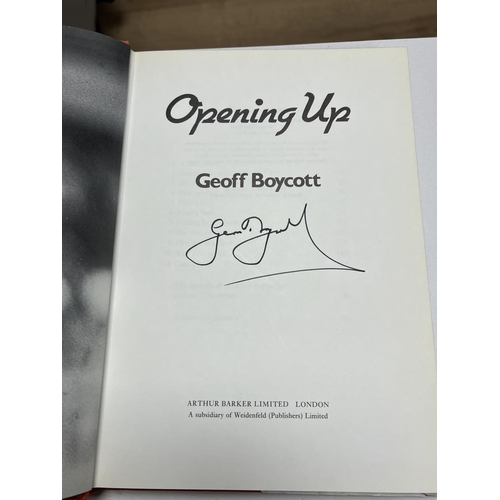 Opening Up
Geoff Boycott
ARTHUR BARKER LIMITED LONDON
A subsidiary of Weidenfeld (Publishers) Limited